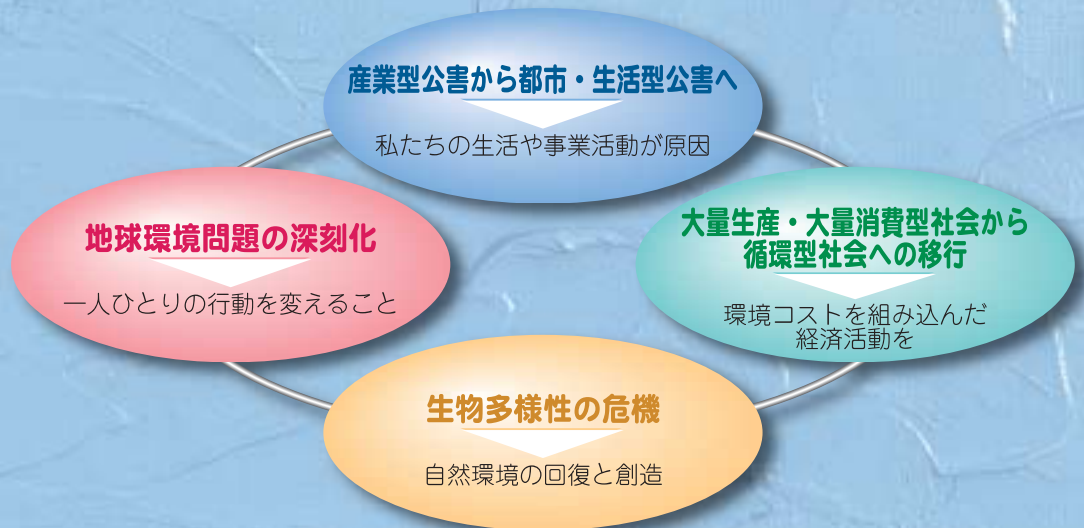 産業型公害から都市・生活型公害へ
私たちの生活や事業活動が原因
地球環境問題の深刻化
一人ひとりの行動を変えること
大量生産・大量消費型社会から
循環型社会への移行
環境コストを組み込んだ
経済活動を
生物多様性の危機
自然環境の回復と創造